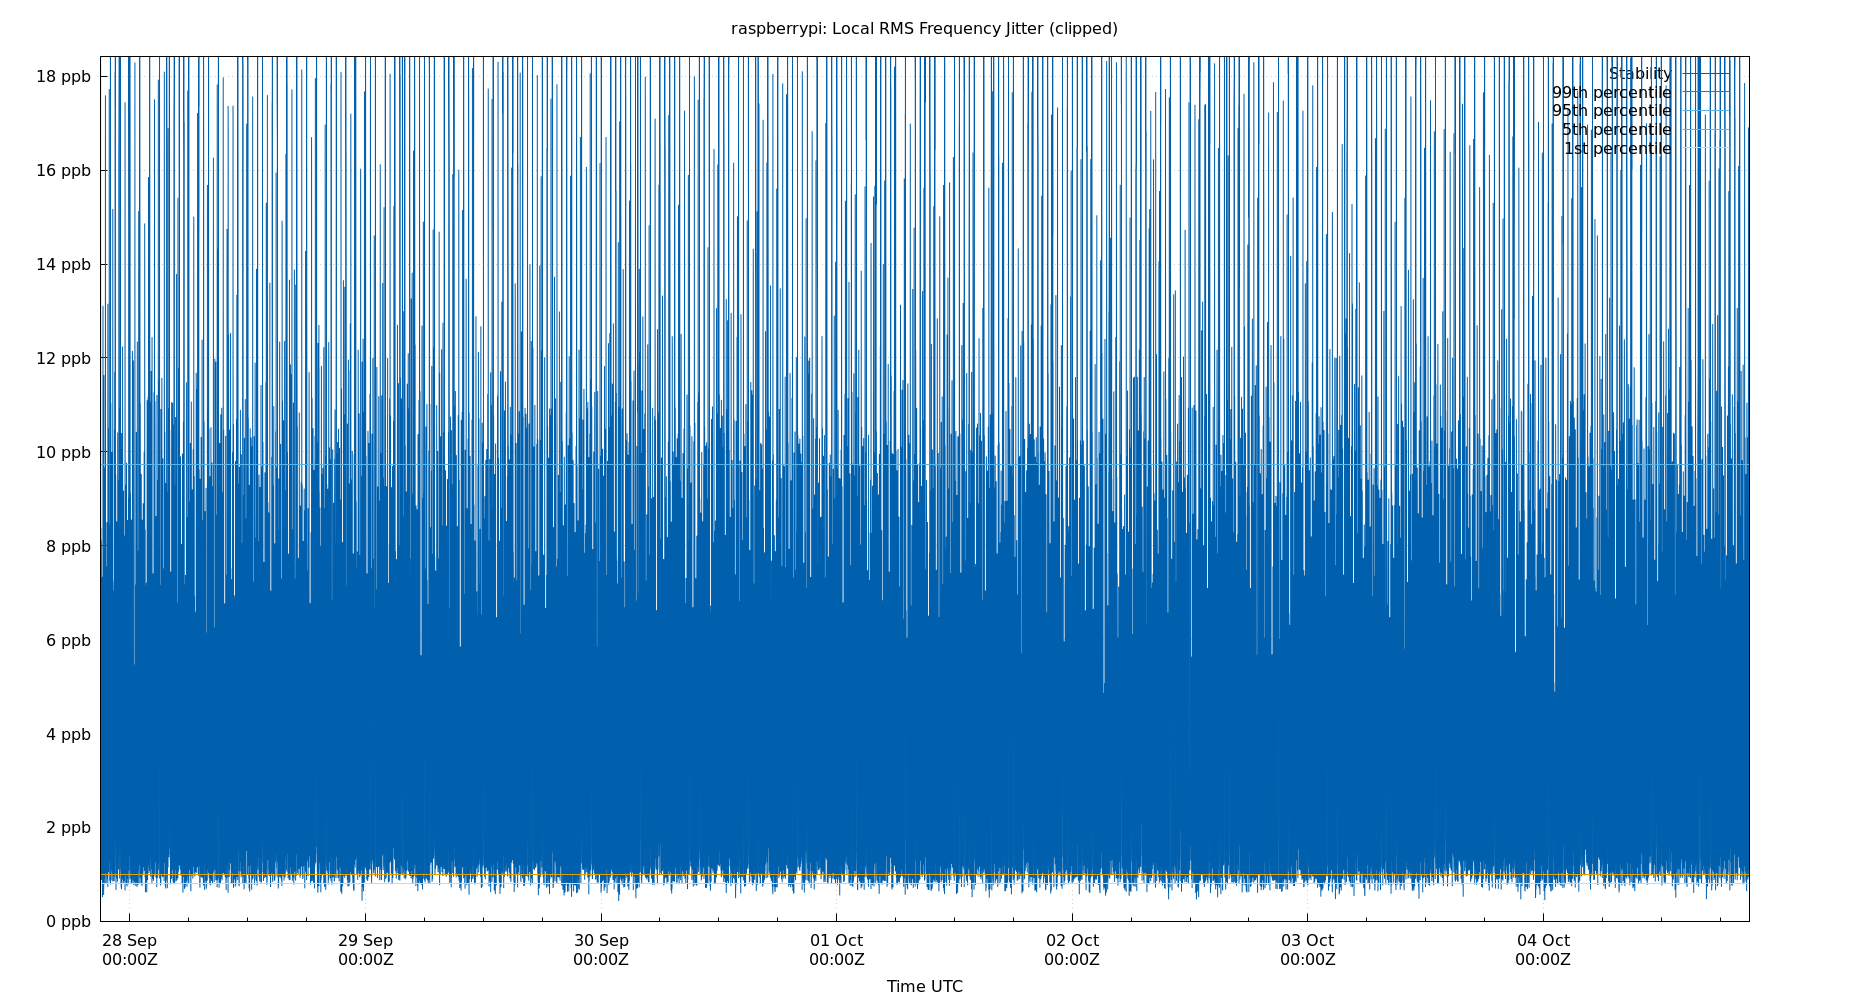 raspberrypi: Local RMS Frequency Jitter (clipped)
18 ppb
16 ppb
14 ppb
12 ppb
10 ppb
8 ppb
6 ppb
4 ppb
2 ppb
0 ppb
Stability
99th percentile
95th percentile
5th percentile
1st percentile
28 Sep 29 Sep 30 Sep 01 Oct 02 Oct 03 Oct 04 Oct
00:00Z 00:00Z 00:00Z 00:00Z 00:00Z 00:00Z 00:00Z
Time UTC